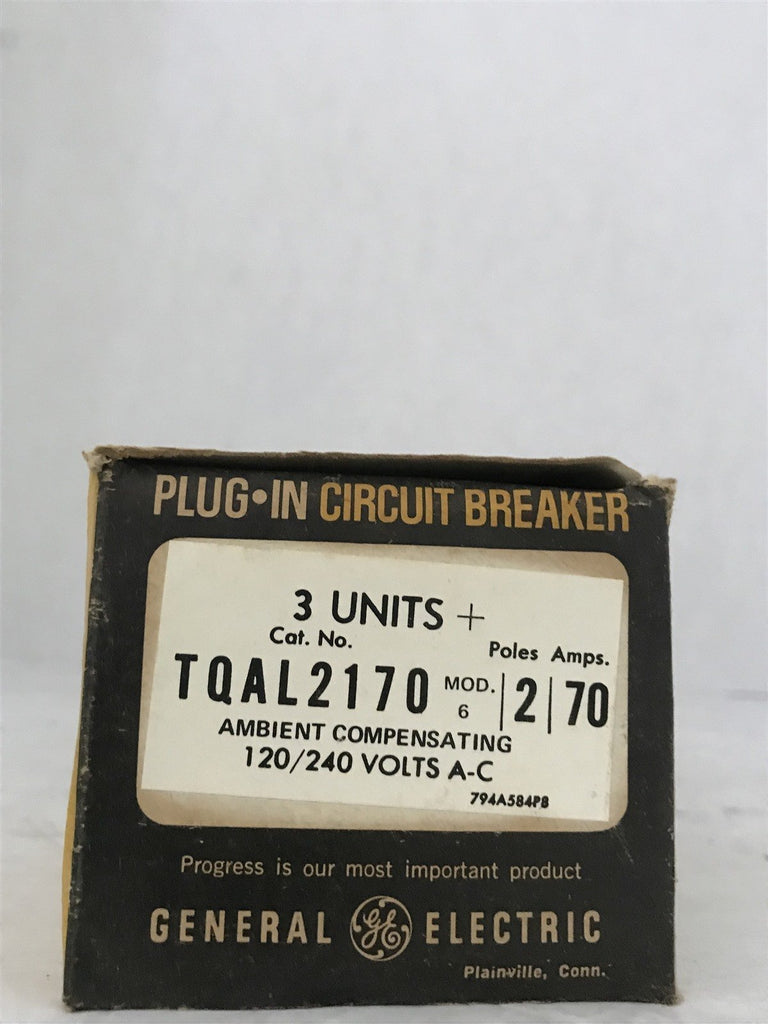 PLUG•IN CIRCUIT BREAKER
3 UNITS +
Cat. No. Poles Amps.
TQAL2170 MOD. 6 2 70
AMBIENT COMPENSATING
120/240 VOLTS A-C
794A584P8
Progress is our most important product
GENERAL GE ELECTRIC
Plainville, Conn.